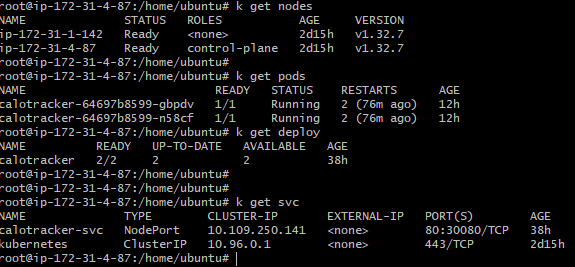 root@ip-172-31-4-87:/home/ubuntu# k get nodes
NAME STATUS ROLES AGE VERSION
ip-172-31-1-142 Ready <none> 2d15h v1.32.7
ip-172-31-4-87 Ready control-plane 2d15h v1.32.7
root@ip-172-31-4-87:/home/ubuntu#
root@ip-172-31-4-87:/home/ubuntu# k get pods
NAME READY STATUS RESTARTS AGE
calotracker-64697b8599-gbpdv 1/1 Running 2 (76m ago) 12h
calotracker-64697b8599-n58cf 1/1 Running 2 (76m ago) 12h
root@ip-172-31-4-87:/home/ubuntu# k get deploy
NAME READY UP-TO-DATE AVAILABLE AGE
calotracker 2/2 2 2 38h
root@ip-172-31-4-87:/home/ubuntu#
root@ip-172-31-4-87:/home/ubuntu#
root@ip-172-31-4-87:/home/ubuntu# k get svc
NAME TYPE CLUSTER-IP EXTERNAL-IP PORT(S) AGE
calotracker-svc NodePort 10.109.250.141 <none> 80:30080/TCP 38h
kubernetes ClusterIP 10.96.0.1 <none> 443/TCP 2d15h
root@ip-172-31-4-87:/home/ubuntu#